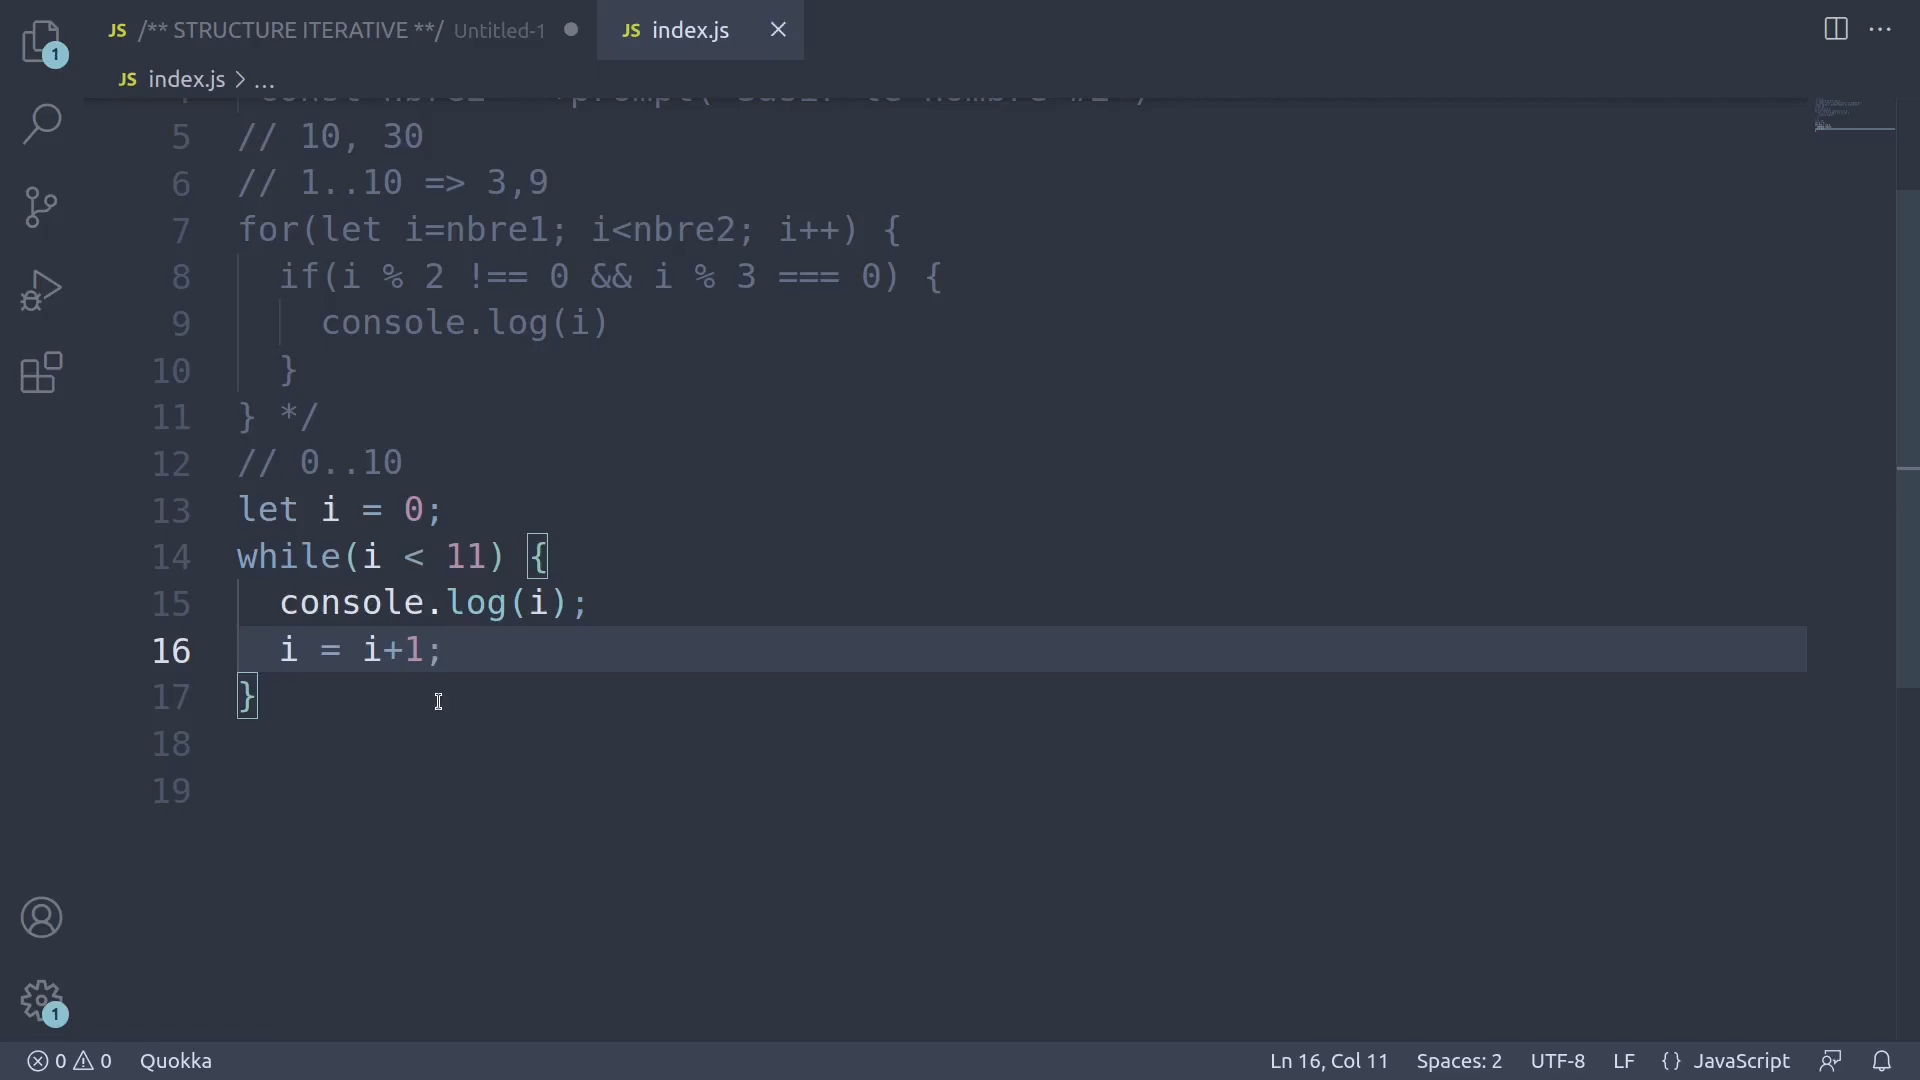 JS /** STRUCTURE ITERATIVE **/ Untitled-1
JS index.js
JS index.js > ...
1
5 // 10, 30
6 // 1..10 => 3,9
7 for(let i=nbre1; i<nbre2; i++) {
8 if(i % 2 !== 0 && i % 3 === 0) {
9 console.log(i)
10 }
11 } */
12 // 0..10
13 let i = 0;
14 while(i < 11) {
15 console.log(i);
16 i = i+1;
17 }
18
19
1
0 0 Quokka Ln 16, Col 11 Spaces: 2 UTF-8 LF {} JavaScript